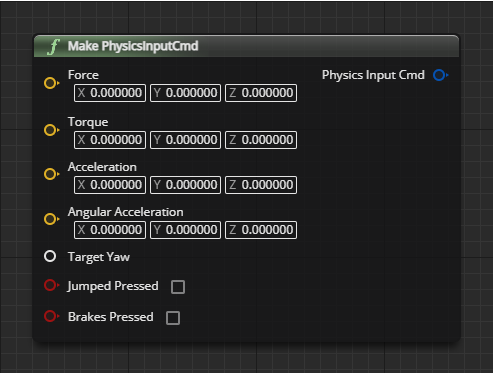 f Make PhysicsInputCmd
Force Physics Input Cmd
X 0.000000 Y 0.000000 Z 0.000000
Torque
X 0.000000 Y 0.000000 Z 0.000000
Acceleration
X 0.000000 Y 0.000000 Z 0.000000
Angular Acceleration
X 0.000000 Y 0.000000 Z 0.000000
Target Yaw
Jumped Pressed
Brakes Pressed